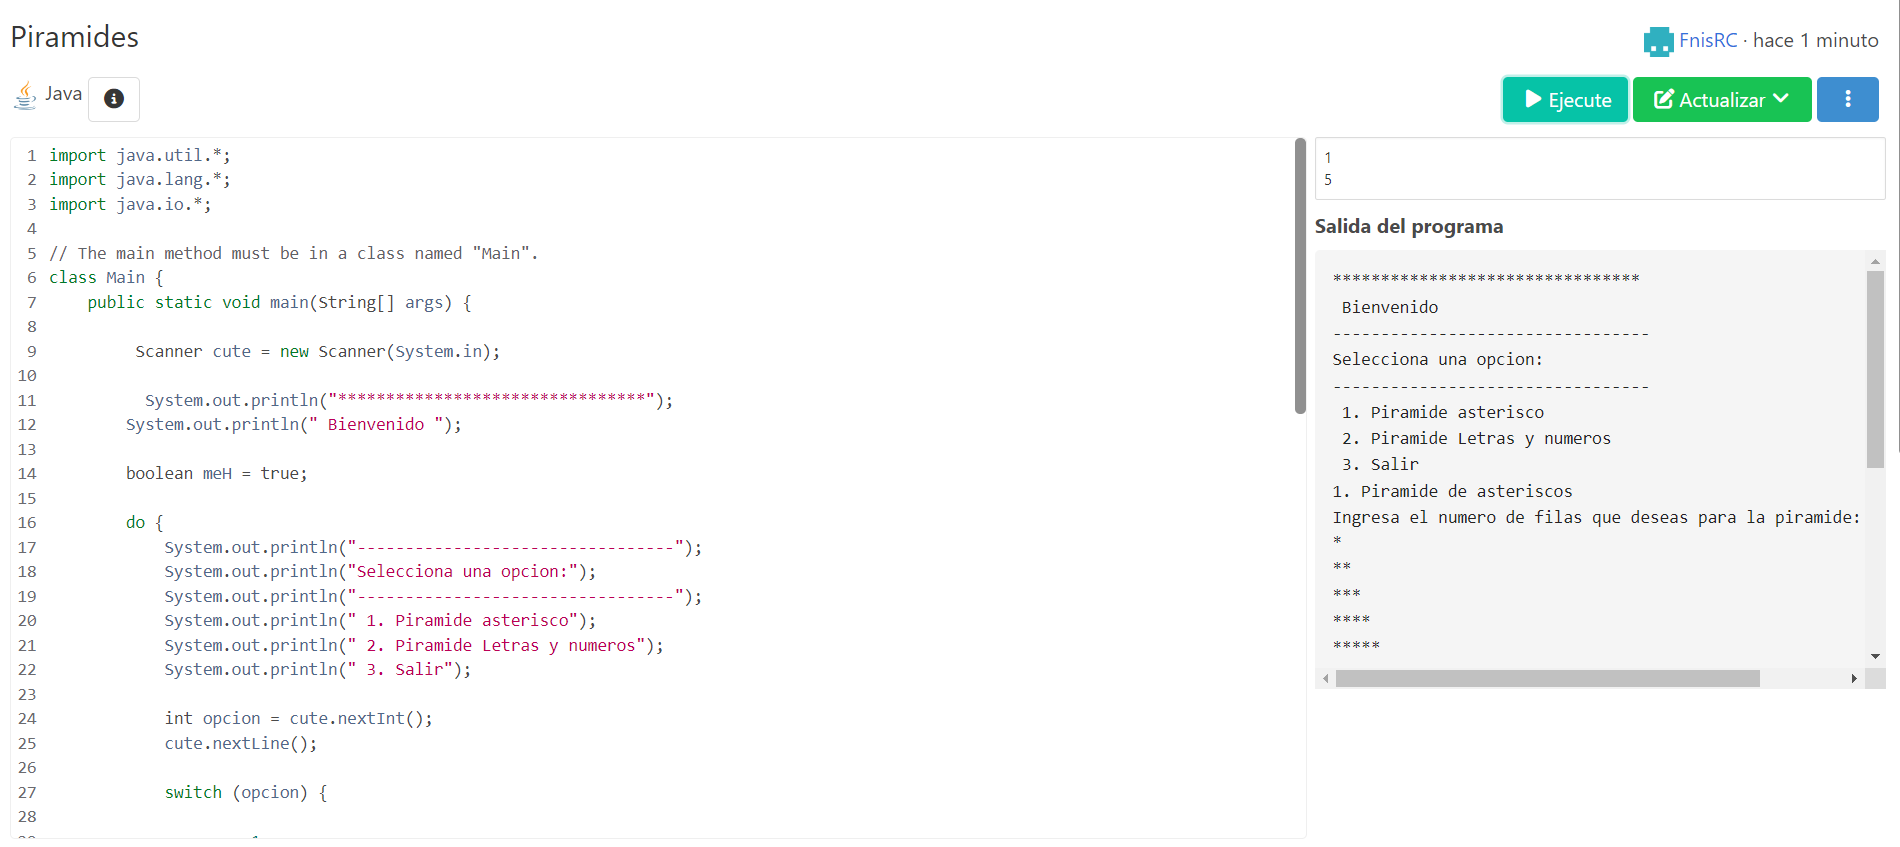 Piramides
FnisRC · hace 1 minuto
Java
Ejecute
Actualizar
1 import java.util.*;
2 import java.lang.*;
3 import java.io.*;
4
5 // The main method must be in a class named "Main".
6 class Main {
7 public static void main(String[] args) {
8
9 Scanner cute = new Scanner(System.in);
10
11 System.out.println("********************************");
12 System.out.println(" Bienvenido ");
13
14 boolean meH = true;
15
16 do {
17 System.out.println("---------------------------------");
18 System.out.println("Selecciona una opcion:");
19 System.out.println("---------------------------------");
20 System.out.println(" 1. Piramide asterisco");
21 System.out.println(" 2. Piramide Letras y numeros");
22 System.out.println(" 3. Salir");
23
24 int opcion = cute.nextInt();
25 cute.nextLine();
26
27 switch (opcion) {
28
1
5
Salida del programa
********************************
Bienvenido
---------------------------------
Selecciona una opcion:
---------------------------------
1. Piramide asterisco
2. Piramide Letras y numeros
3. Salir
1. Piramide de asteriscos
Ingresa el numero de filas que deseas para la piramide:
*
**
***
****
*****